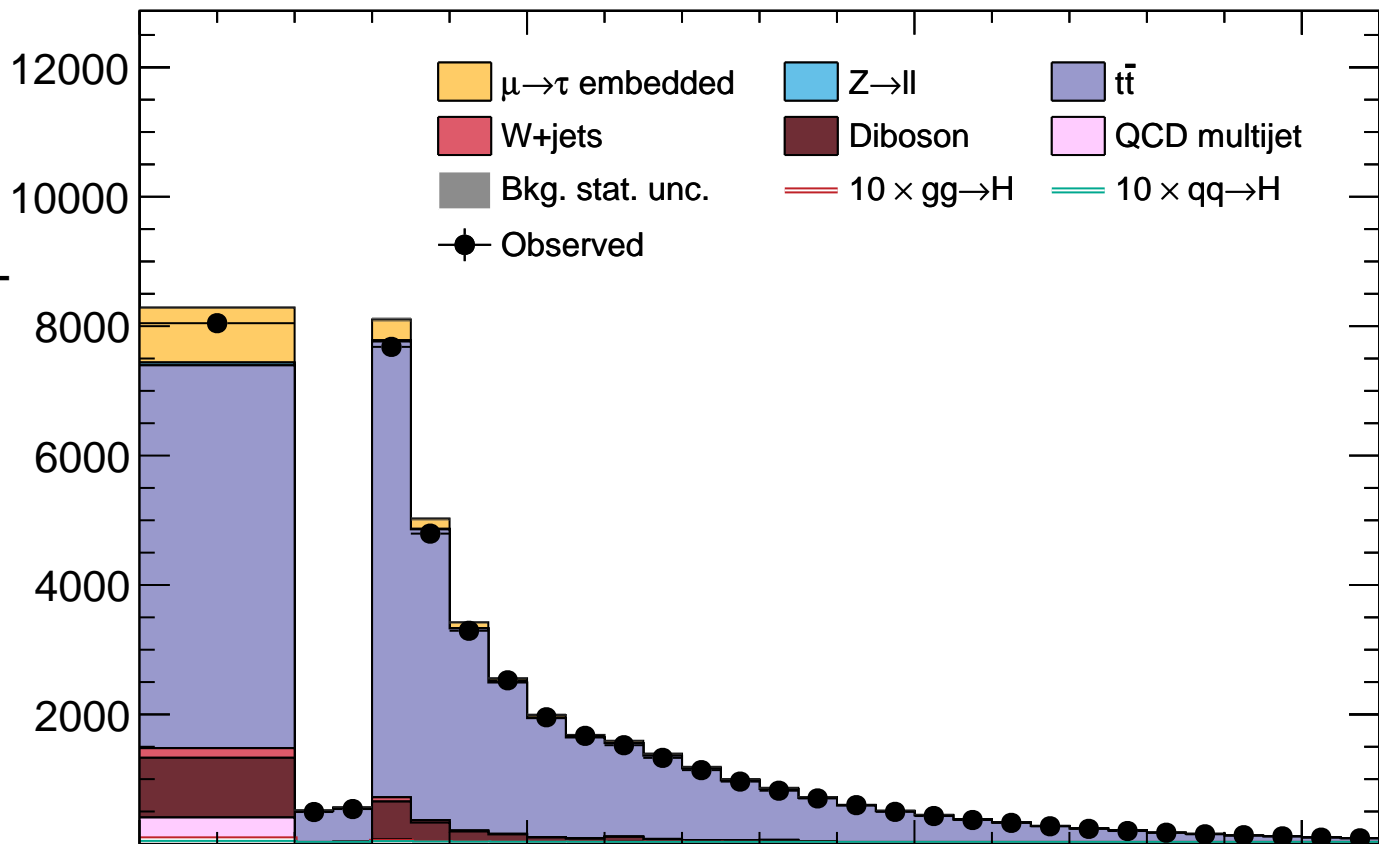 12000
10000
8000
6000
4000
2000
μ→τ embedded Z→ll tt̄
W+jets Diboson QCD multijet
Bkg. stat. unc. 10 × gg→H 10 × qq→H
Observed